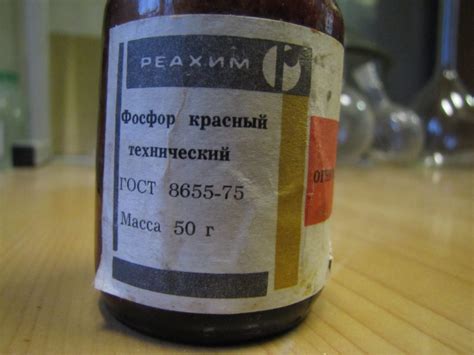 РЕАХИМ
Фосфор красный
технический
ГОСТ 8655-75
Масса 50 г